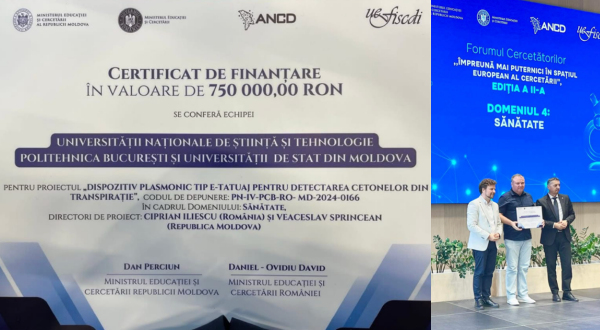 MINISTERUL EDUCAȚIEI
ȘI CERCETĂRII
AL REPUBLICII MOLDOVA
MINISTERUL EDUCAȚIEI
ȘI CERCETĂRII
ANCD
uefiscdi
CERTIFICAT DE FINANȚARE
ÎN VALOARE DE 750 000,00 RON
SE CONFERĂ ECHIPEI
UNIVERSITĂȚII NAȚIONALE DE ȘTIINȚĂ ȘI TEHNOLOGIE
POLITEHNICA BUCUREȘTI ȘI UNIVERSITĂȚII DE STAT DIN MOLDOVA
PENTRU PROIECTUL „DISPOZITIV PLASMONIC TIP E-TATUAJ PENTRU DETECTAREA CETONELOR DIN
TRANSPIRAȚIE”, CODUL DE DEPUNERE: PN-IV-PCB-RO- MD-2024-0166
ÎN CADRUL DOMENIULUI: SĂNĂTATE,
DIRECTORI DE PROIECT: CIPRIAN ILIESCU (ROMÂNIA) ȘI VEACESLAV SPRINCEAN
(REPUBLICA MOLDOVA)
DAN PERCIUN
MINISTRUL EDUCAȚIEI ȘI
CERCETĂRII REPUBLICII MOLDOVA
DANIEL - OVIDIU DAVID
MINISTRUL EDUCAȚIEI ȘI
CERCETĂRII ROMÂNIEI
ANCD
uefiscdi
Forumul Cercetătorilor
„ÎMPREUNĂ MAI PUTERNICI ÎN SPAȚIUL
EUROPEAN AL CERCETĂRII”,
EDIȚIA A II-A
DOMENIUL 4:
SĂNĂTATE